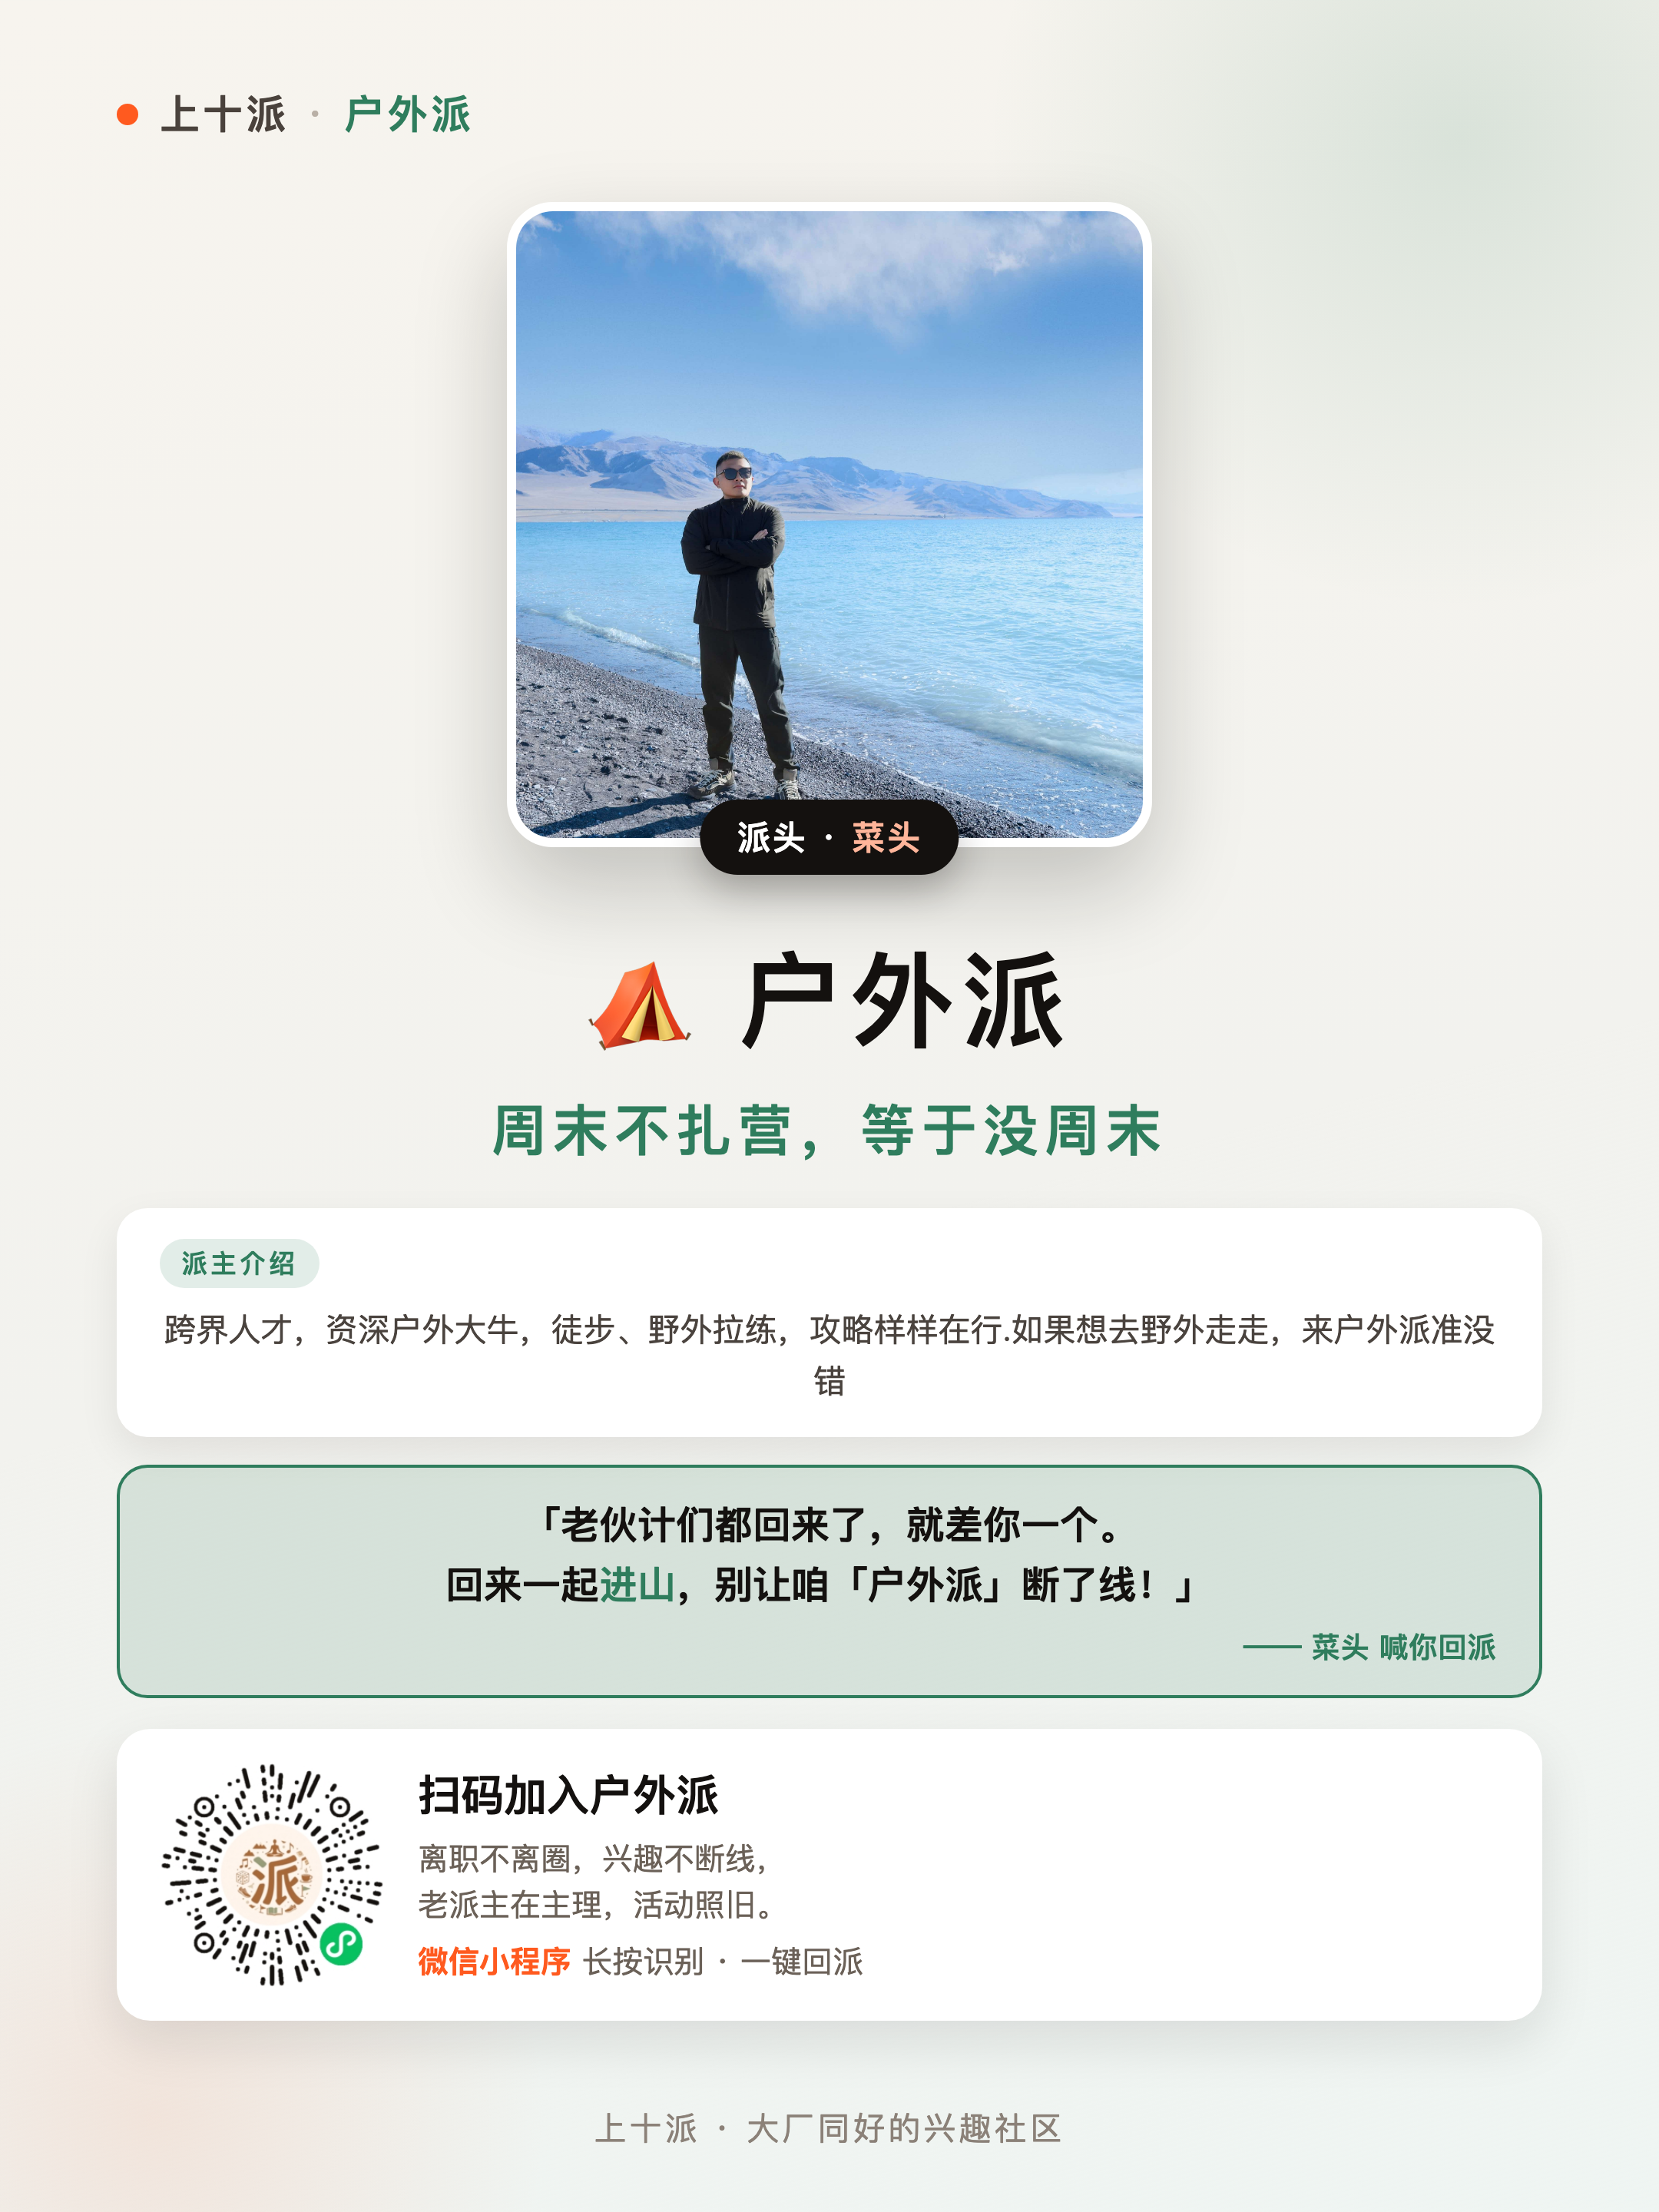 上十派 · 户外派
派头 · 菜头
户外派
周末不扎营，等于没周末
派主介绍
跨界人才，资深户外大牛，徒步、野外拉练，攻略样样在行.如果想去野外走走，来户外派准没
错
「老伙计们都回来了，就差你一个。
回来一起进山，别让咱「户外派」断了线！」
—— 菜头 喊你回派
派
扫码加入户外派
离职不离圈，兴趣不断线，
老派主在主理，活动照旧。
微信小程序 长按识别 · 一键回派
上十派 · 大厂同好的兴趣社区